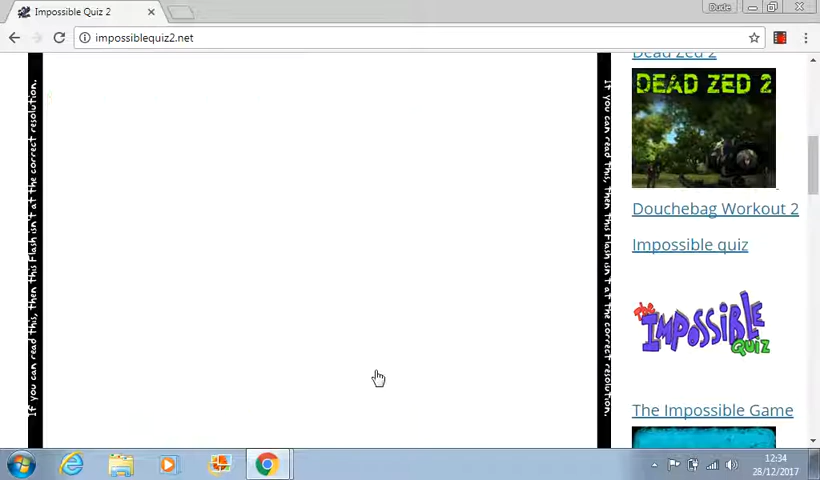 Impossible Quiz 2
Dude
impossiblequiz2.net
If you can read this, then this Flash isn't at the correct resolution.
If you can read this, then this Flash isn't at the correct resolution.
Dead Zed 2
DEAD ZED 2
Douchebag Workout 2
Impossible quiz
The IMPOSSIBLE QUIZ
The Impossible Game
12:34
28/12/2017